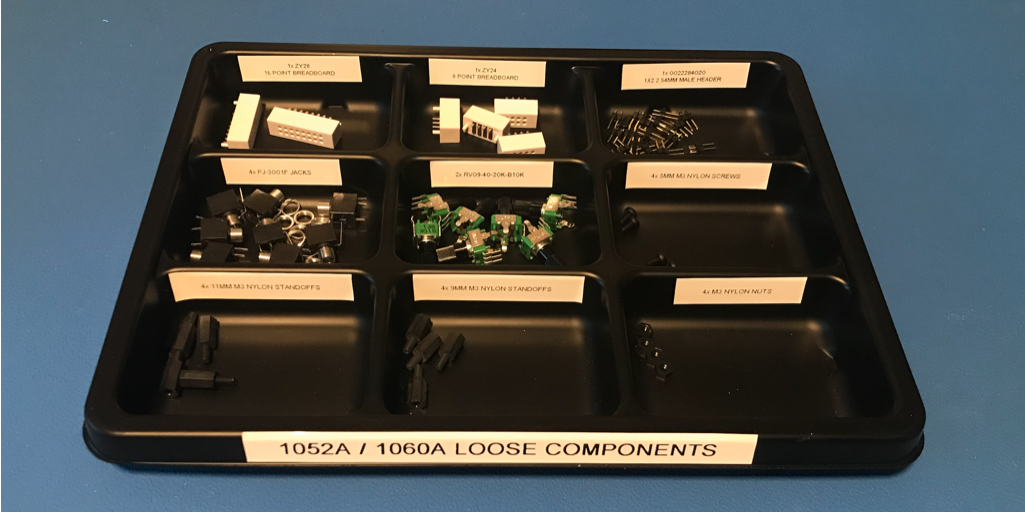 1x ZY26
16 POINT BREADBOARD
1x ZY24
8 POINT BREADBOARD
1x 0022284020
1X2 2.54MM MALE HEADER
4x PJ-3001F JACKS
2x RV09-40-20K-B10K
4x 5MM M3 NYLON SCREWS
4x 11MM M3 NYLON STANDOFFS
4x 9MM M3 NYLON STANDOFFS
4x M3 NYLON NUTS
1052A / 1060A LOOSE COMPONENTS